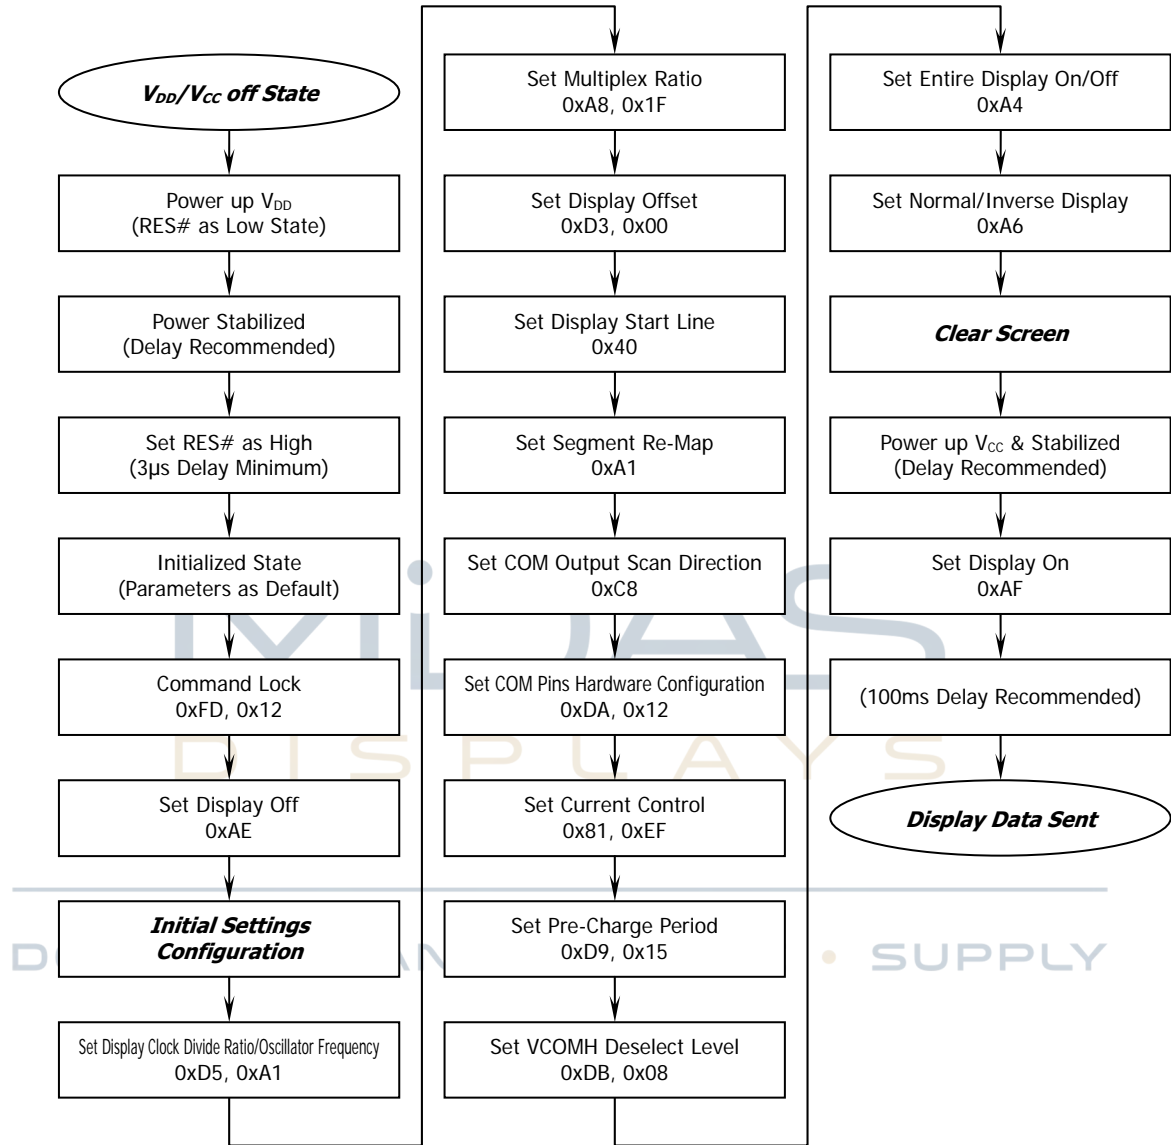 V_DD/V_CC off State
Power up V_DD
(RES# as Low State)
Power Stabilized
(Delay Recommended)
Set RES# as High
(3µs Delay Minimum)
Initialized State
(Parameters as Default)
Command Lock
0xFD, 0x12
Set Display Off
0xAE
Initial Settings
Configuration
Set Display Clock Divide Ratio/Oscillator Frequency
0xD5, 0xA1
Set Multiplex Ratio
0xA8, 0x1F
Set Display Offset
0xD3, 0x00
Set Display Start Line
0x40
Set Segment Re-Map
0xA1
Set COM Output Scan Direction
0xC8
Set COM Pins Hardware Configuration
0xDA, 0x12
Set Current Control
0x81, 0xEF
Set Pre-Charge Period
0xD9, 0x15
Set VCOMH Deselect Level
0xDB, 0x08
Set Entire Display On/Off
0xA4
Set Normal/Inverse Display
0xA6
Clear Screen
Power up V_CC & Stabilized
(Delay Recommended)
Set Display On
0xAF
(100ms Delay Recommended)
Display Data Sent
MIDAS
DISPLAYS
• SUPPLY